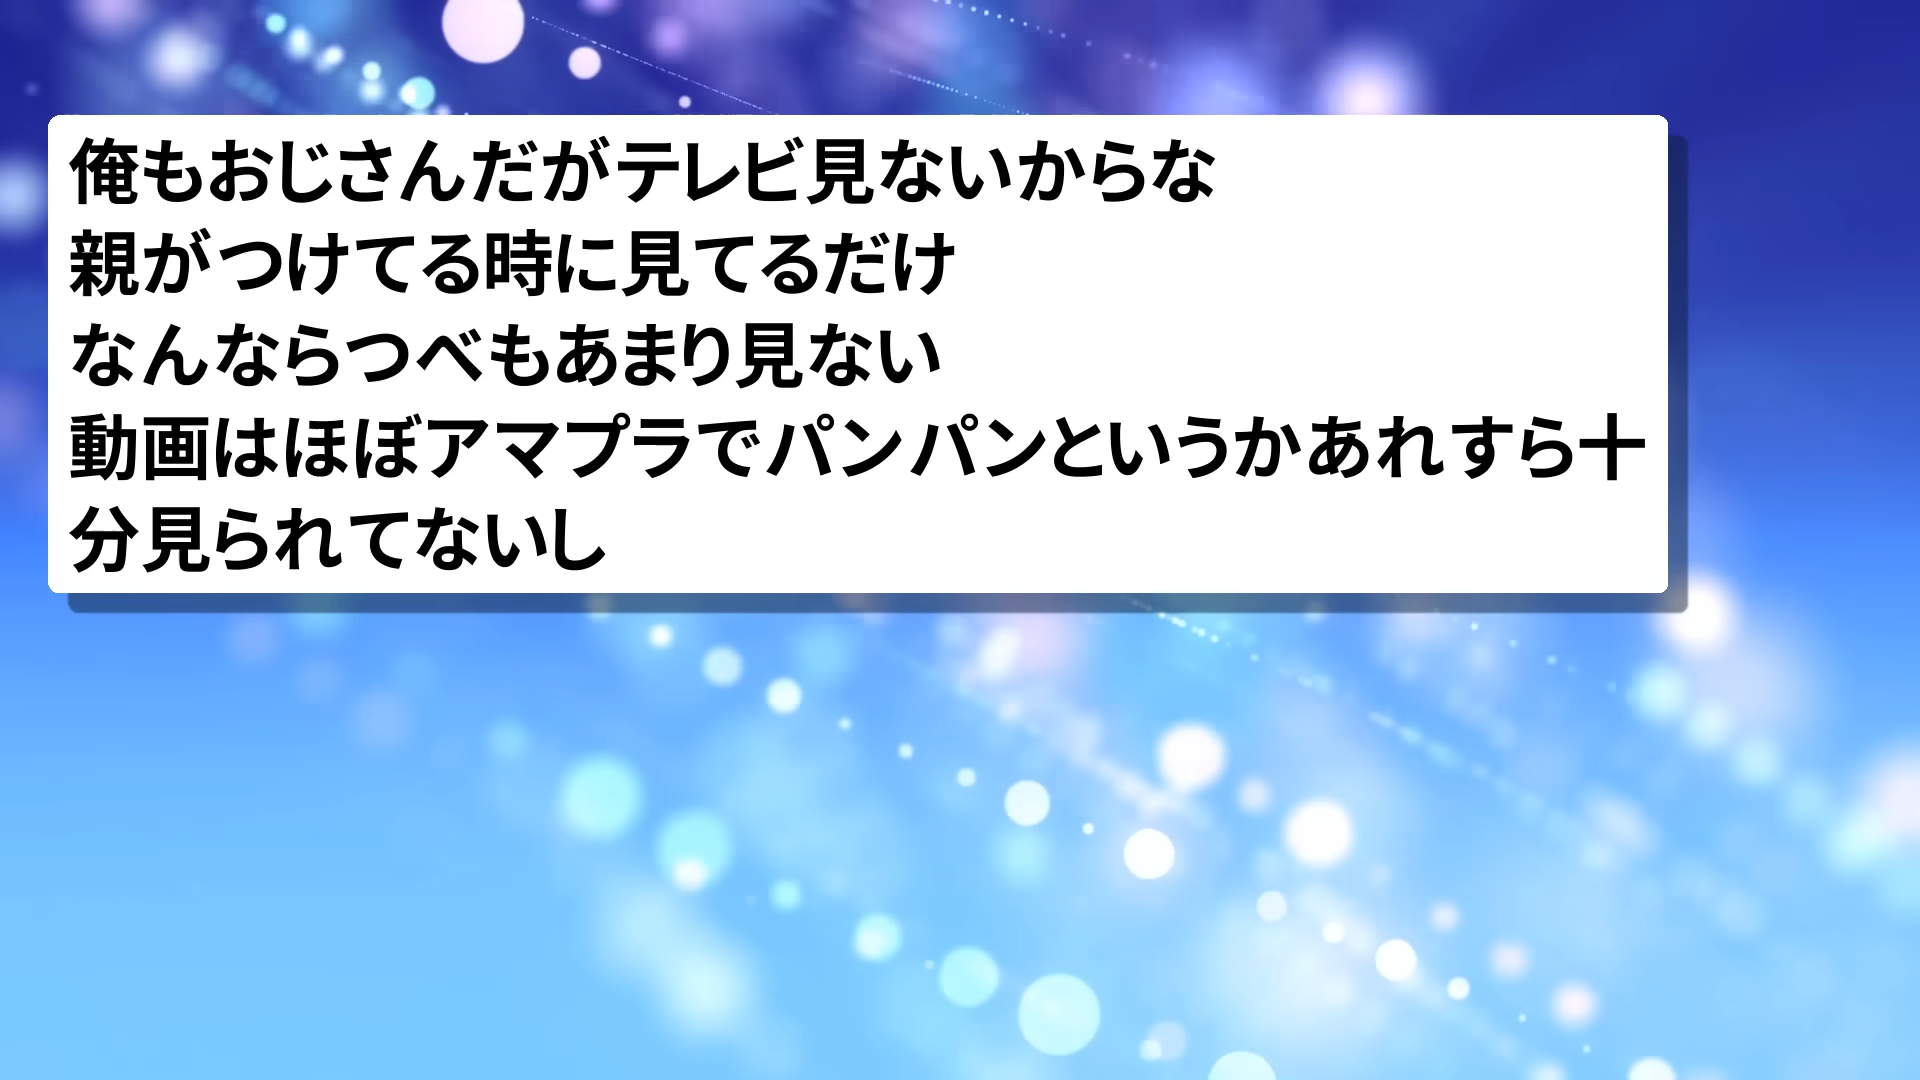 俺もおじさんだがテレビ見ないからな
親がつけてる時に見てるだけ
なんならつべもあまり見ない
動画はほぼアマプラでパンパンというかあれすら十
分見られてないし